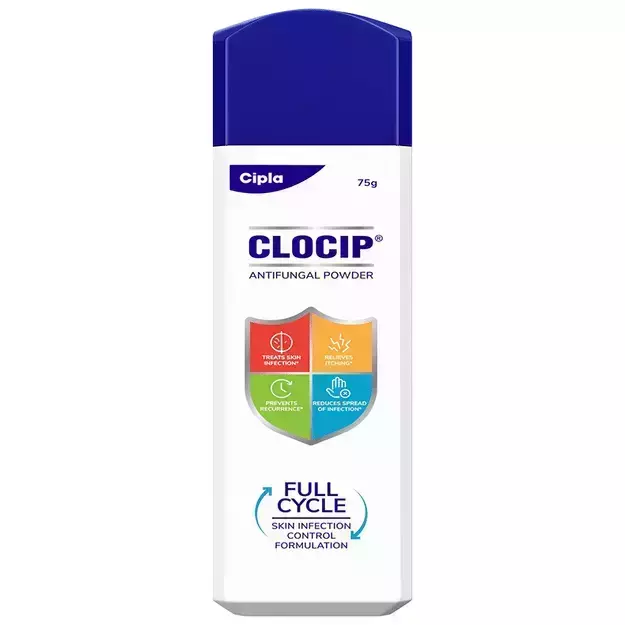 Cipla
75g
CLOCIP®
ANTIFUNGAL POWDER
TREATS SKIN
INFECTION*
RELIEVES
ITCHING*
PREVENTS
RECURRENCE*
REDUCES SPREAD
OF INFECTION*
FULL
CYCLE
SKIN INFECTION
CONTROL
FORMULATION